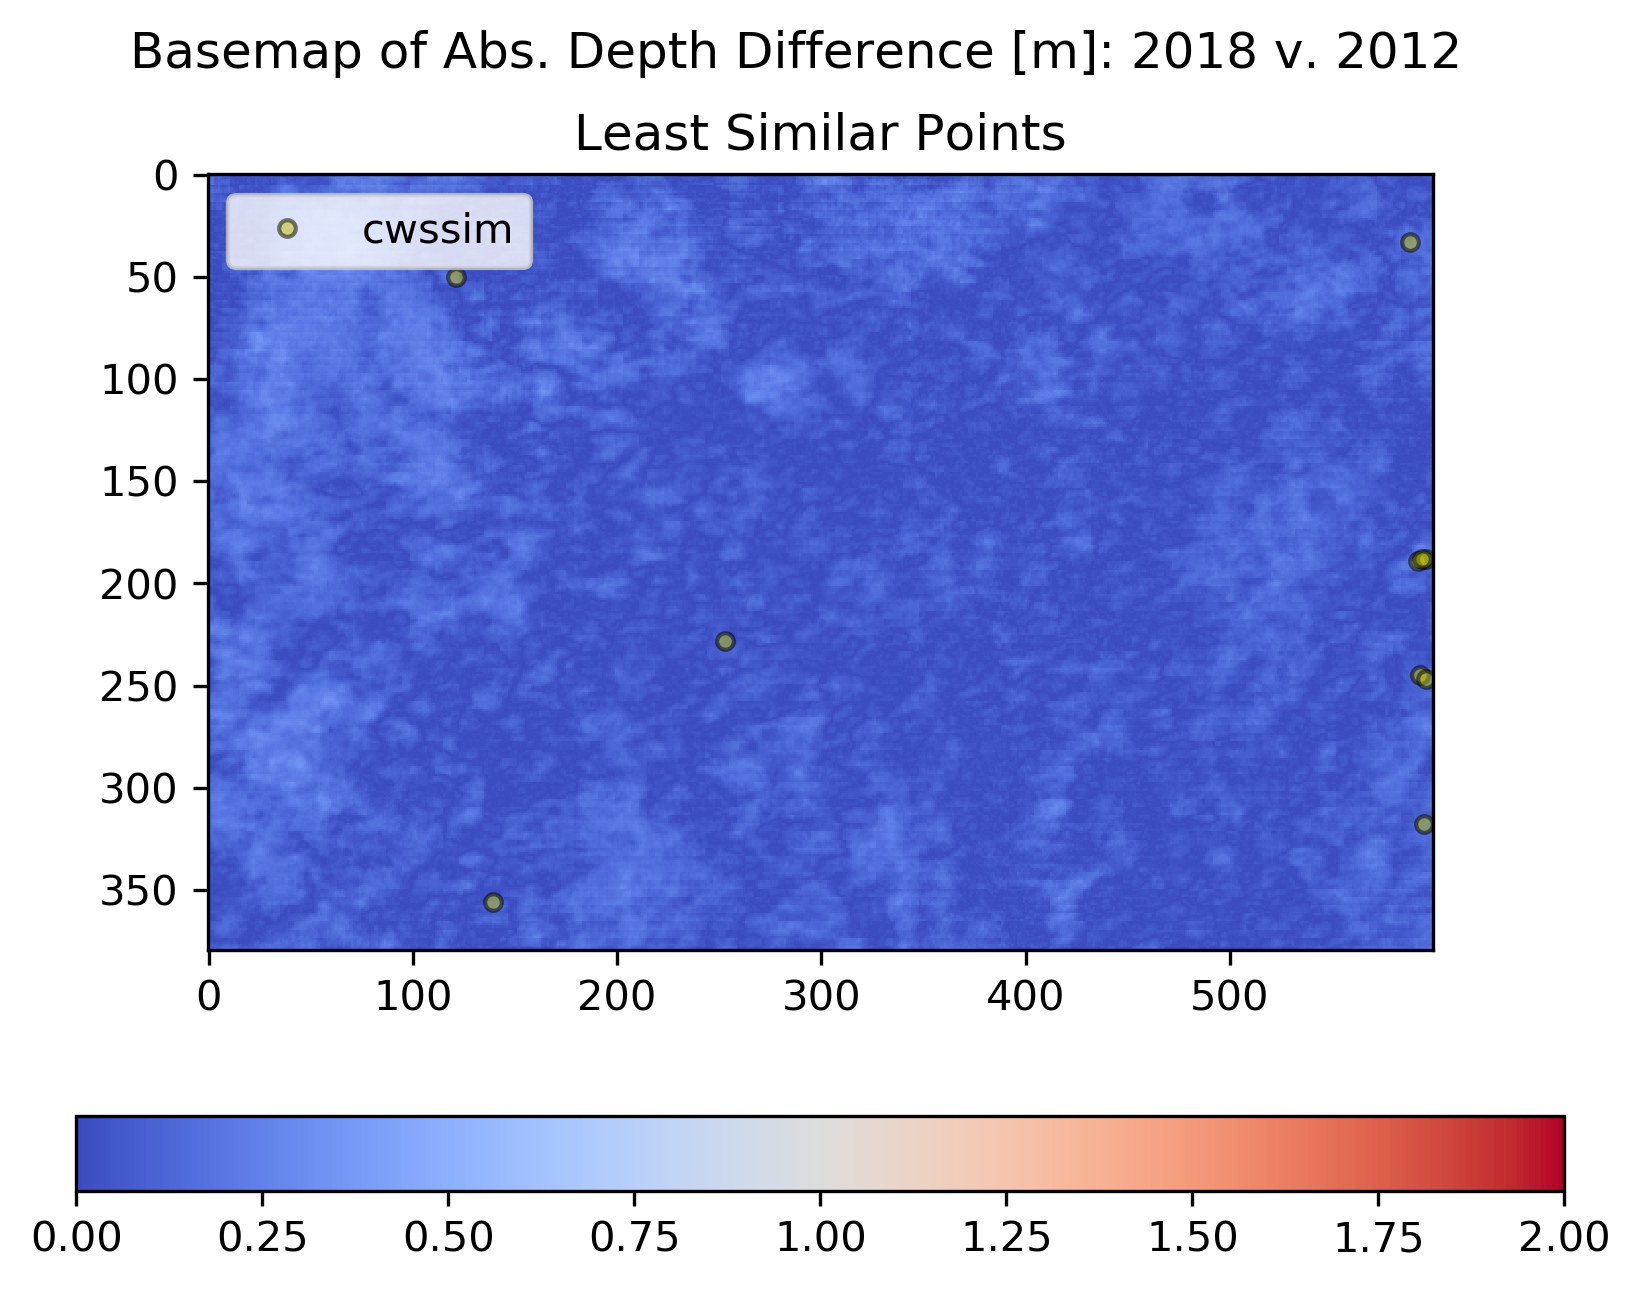 Basemap of Abs. Depth Difference [m]: 2018 v. 2012
Least Similar Points
cwssim
0
50
100
150
200
250
300
350
0 100 200 300 400 500
0.00 0.25 0.50 0.75 1.00 1.25 1.50 1.75 2.00